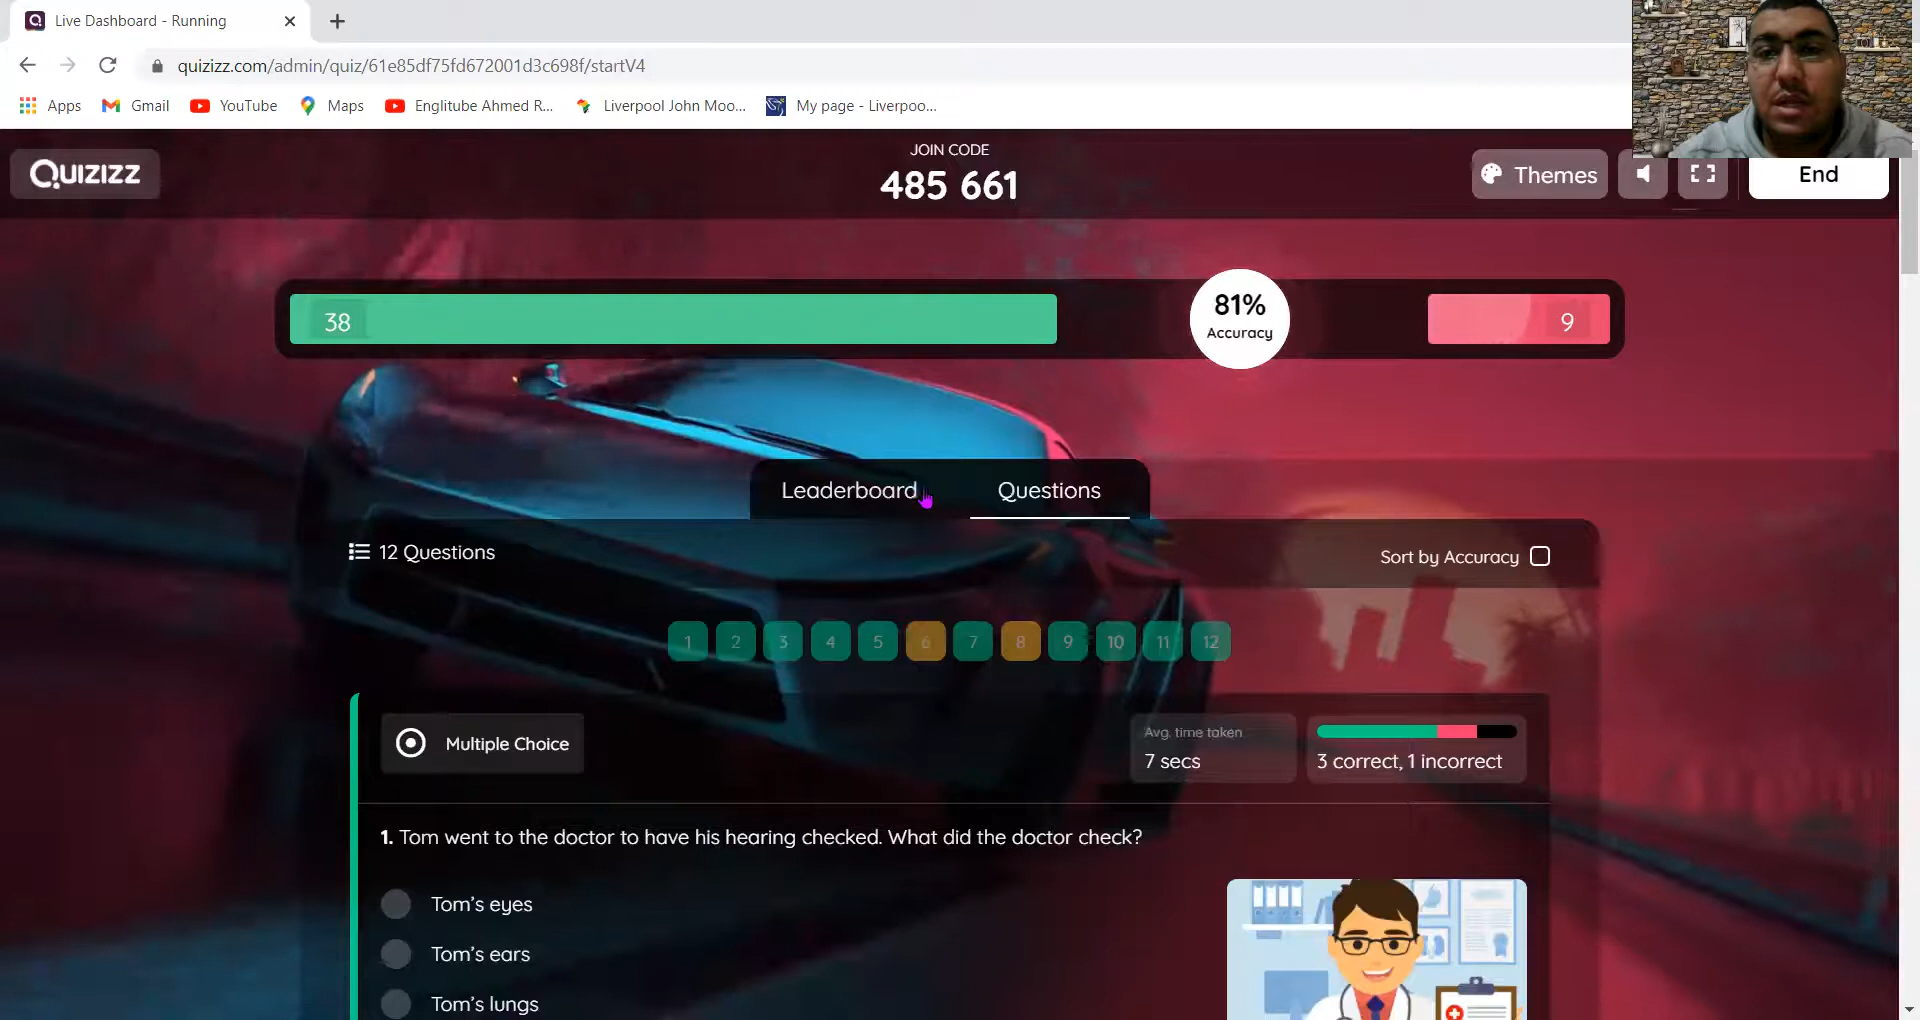 Live Dashboard - Running
quizizz.com/admin/quiz/61e85df75fd672001d3c698f/startV4
Apps
Gmail
YouTube
Maps
Englitube Ahmed R...
Liverpool John Moo...
My page - Liverpoo...
QUIZIZZ
JOIN CODE
485 661
Themes
End
38
81%
Accuracy
9
Leaderboard
Questions
12 Questions
Sort by Accuracy
1 2 3 4 5 6 7 8 9 10 11 12
Multiple Choice
Avg. time taken
7 secs
3 correct, 1 incorrect
1. Tom went to the doctor to have his hearing checked. What did the doctor check?
Tom's eyes
Tom's ears
Tom's lungs